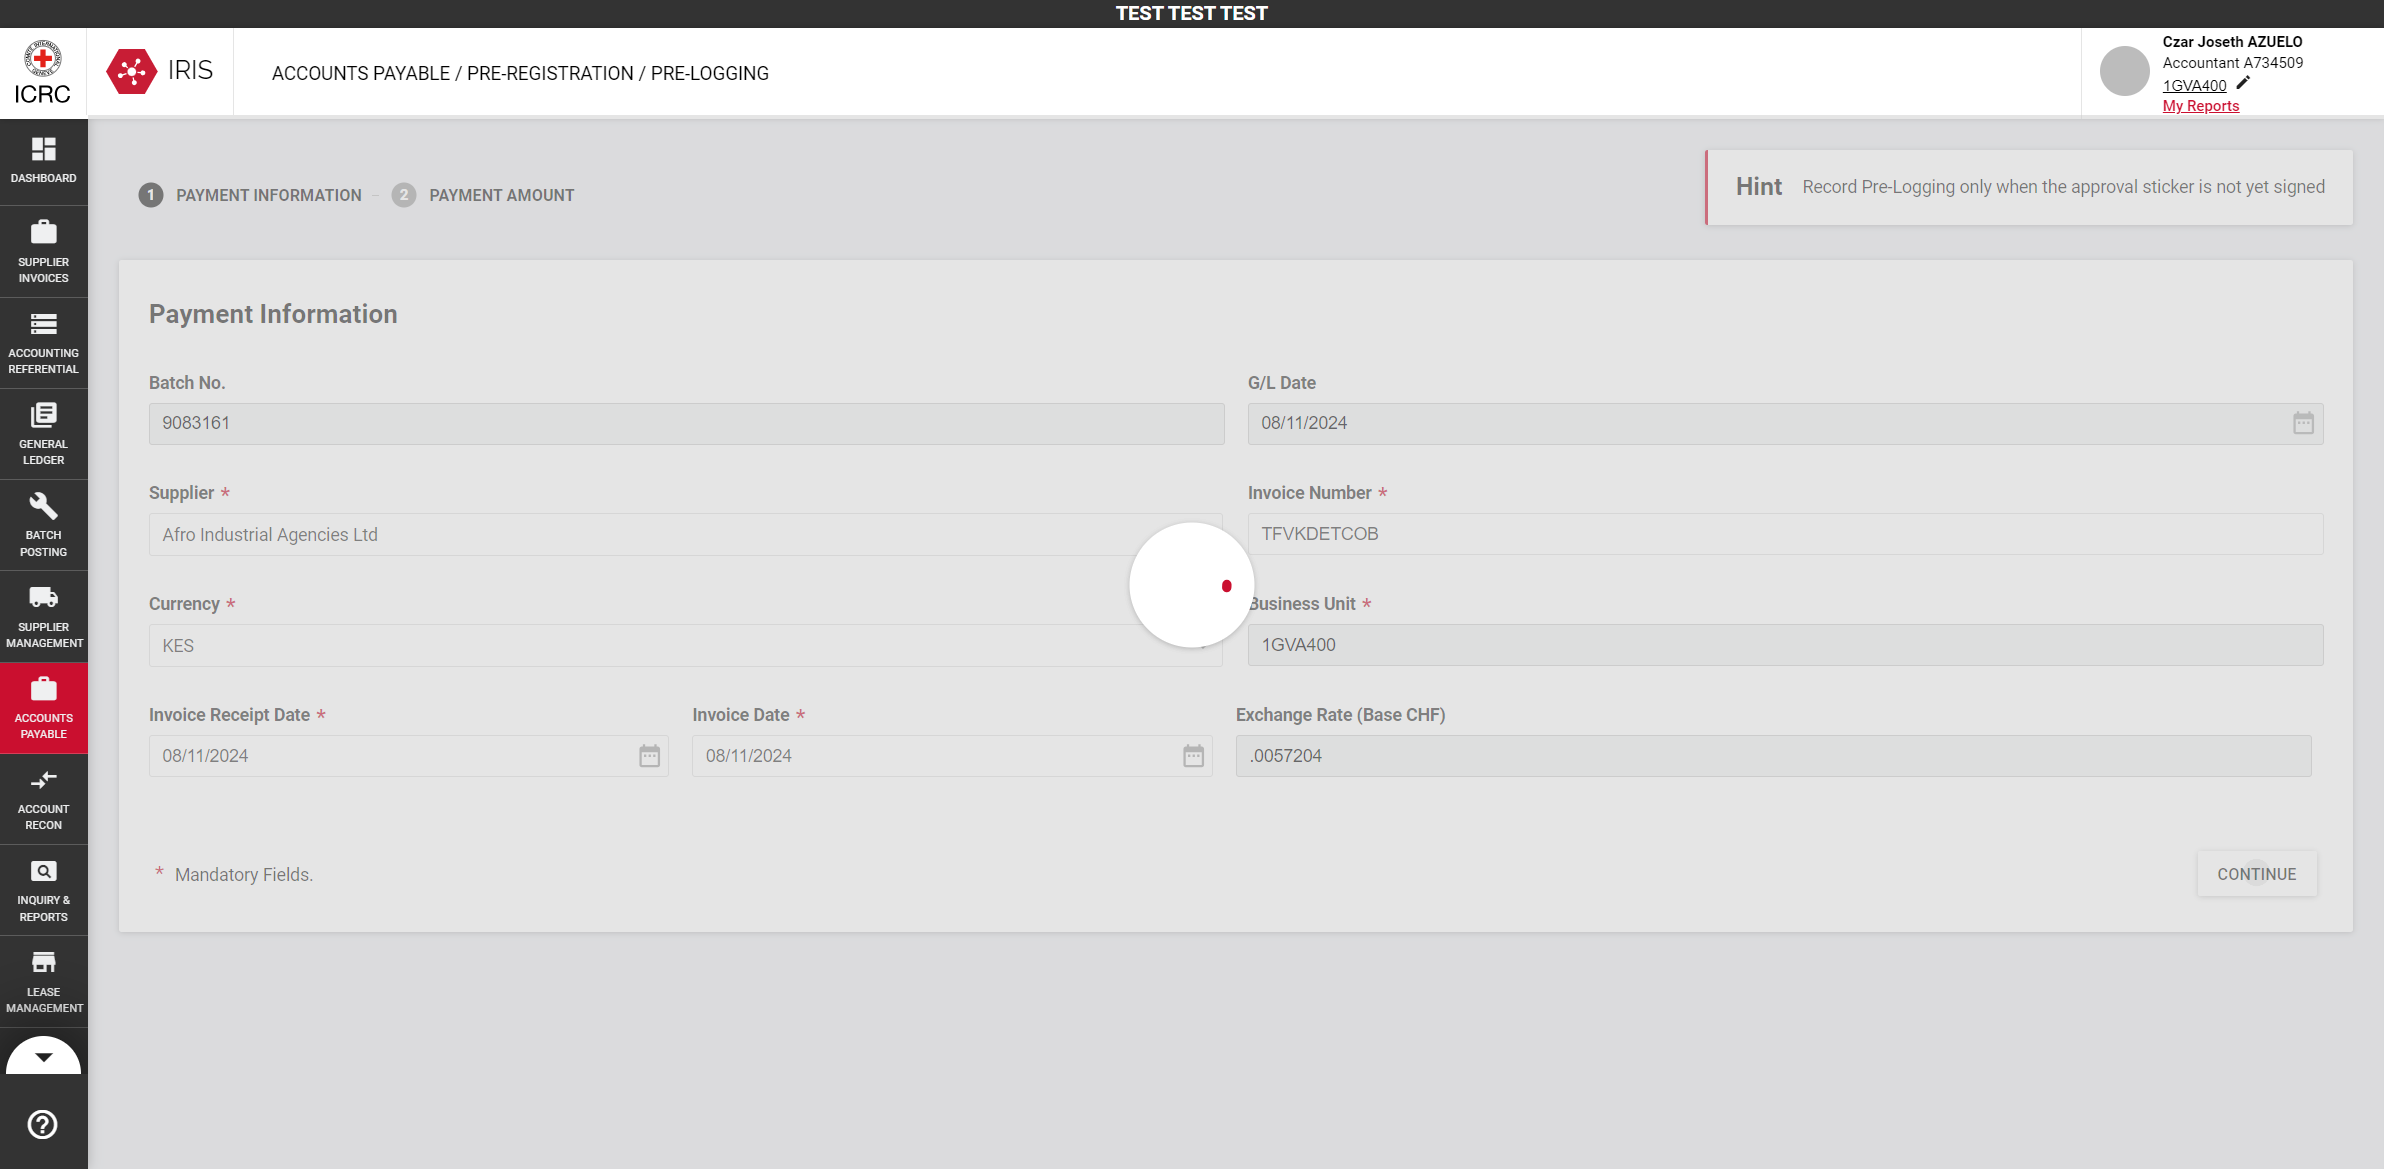 TEST TEST TEST
ICRC
IRIS
ACCOUNTS PAYABLE / PRE-REGISTRATION / PRE-LOGGING
Czar Joseth AZUELO
Accountant A734509
1GVA400
My Reports
DASHBOARD
SUPPLIER
INVOICES
ACCOUNTING
REFERENTIAL
GENERAL
LEDGER
BATCH
POSTING
SUPPLIER
MANAGEMENT
ACCOUNTS
PAYABLE
ACCOUNT
RECON
INQUIRY &
REPORTS
LEASE
MANAGEMENT
1 PAYMENT INFORMATION - 2 PAYMENT AMOUNT
Hint Record Pre-Logging only when the approval sticker is not yet signed
Payment Information
Batch No.
9083161
G/L Date
08/11/2024
Supplier *
Afro Industrial Agencies Ltd
Invoice Number *
TFVKDETCOB
Currency *
KES
Business Unit *
1GVA400
Invoice Receipt Date *
08/11/2024
Invoice Date *
08/11/2024
Exchange Rate (Base CHF)
.0057204
* Mandatory Fields.
CONTINUE